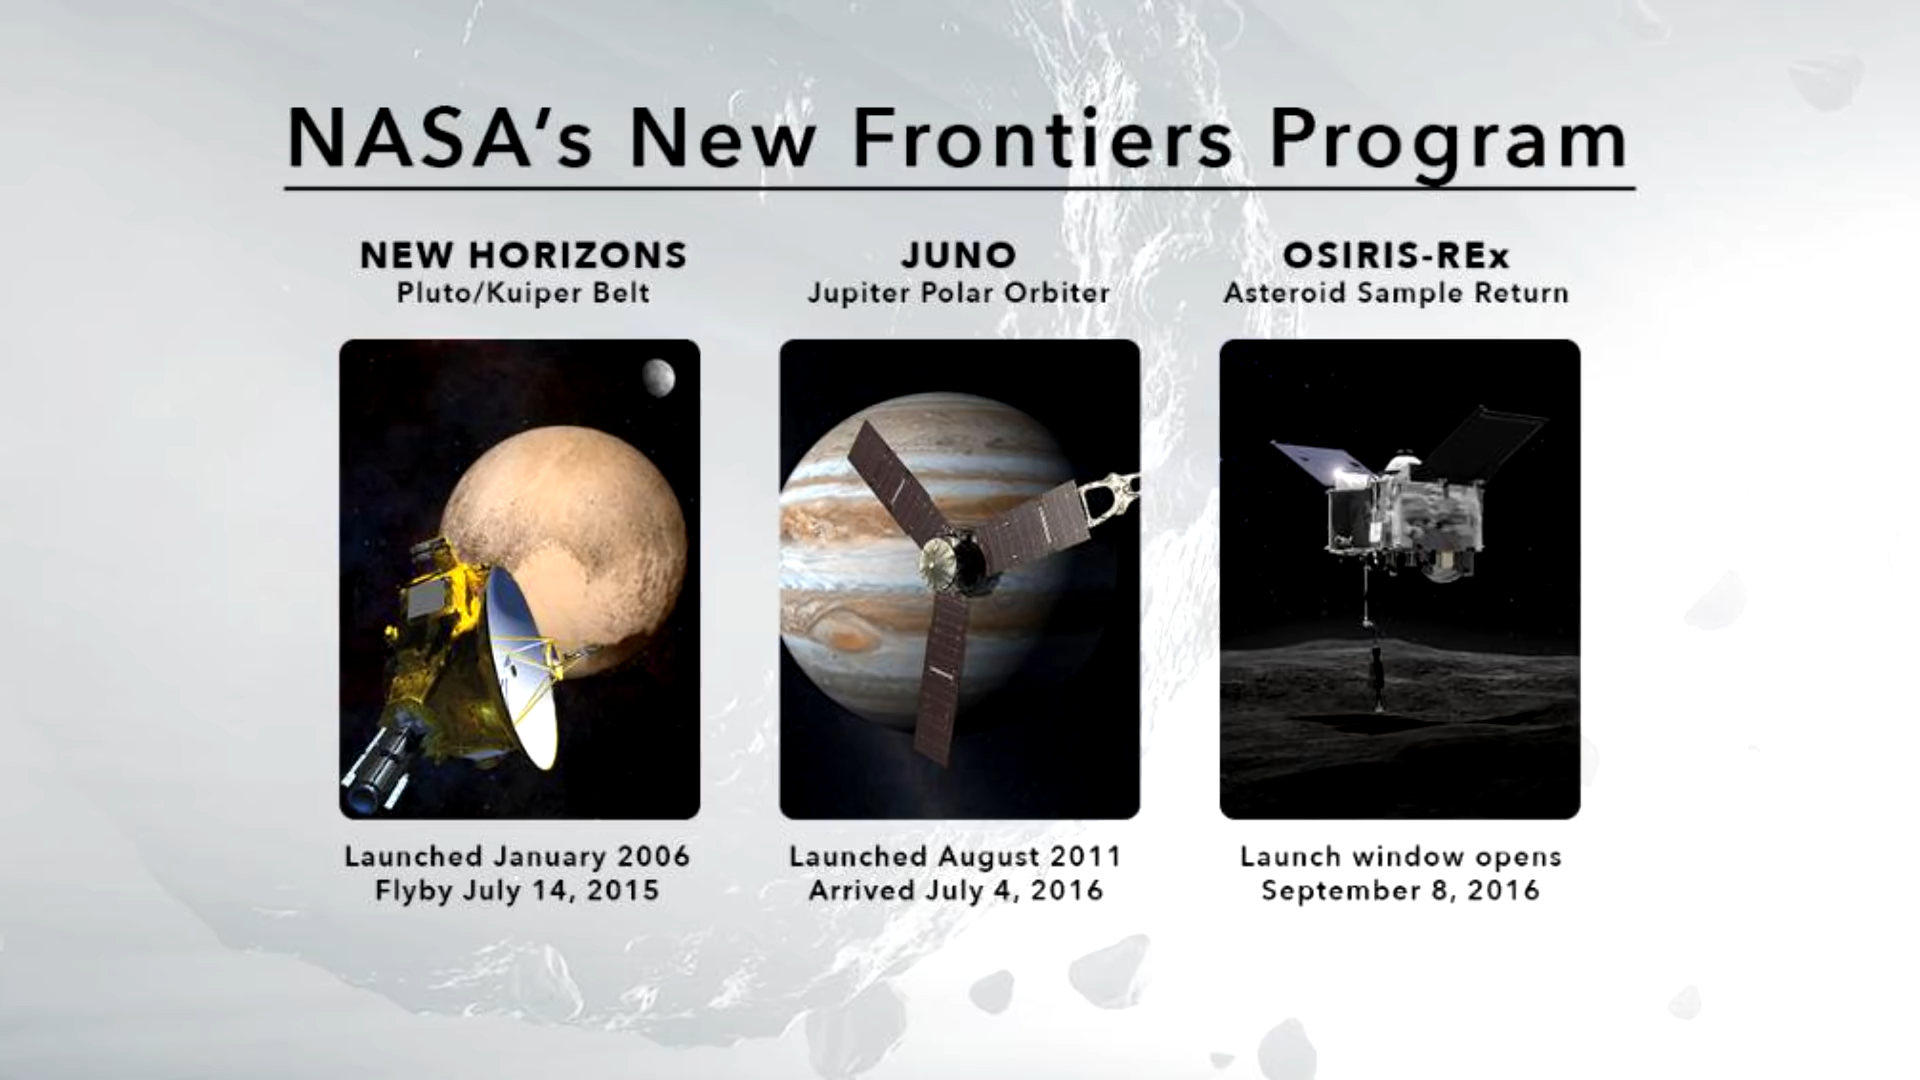 NASA’s New Frontiers Program
NEW HORIZONS
Pluto/Kuiper Belt
JUNO
Jupiter Polar Orbiter
OSIRIS-REx
Asteroid Sample Return
Launched January 2006
Flyby July 14, 2015
Launched August 2011
Arrived July 4, 2016
Launch window opens
September 8, 2016